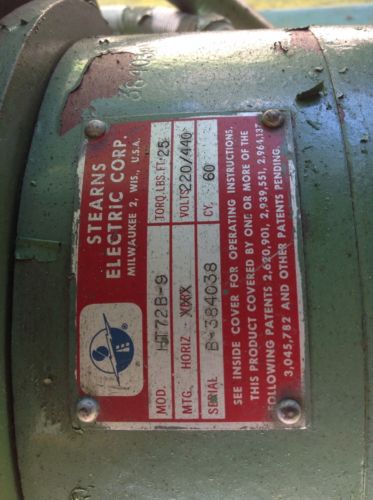 STEARNS
ELECTRIC CORP.
MILWAUKEE 2, WIS., U.S.A.
MOD. HT72B-9 TORQ. LBS. FT. 25
MTG. HORIZ VOLTS 220/440
SERIAL B-384038 CY. 60
SEE INSIDE COVER FOR OPERATING INSTRUCTIONS.
THIS PRODUCT COVERED BY ONE OR MORE OF THE
FOLLOWING PATENTS 2,620,901, 2,939,551, 2,964,137
3,045,782 AND OTHER PATENTS PENDING.